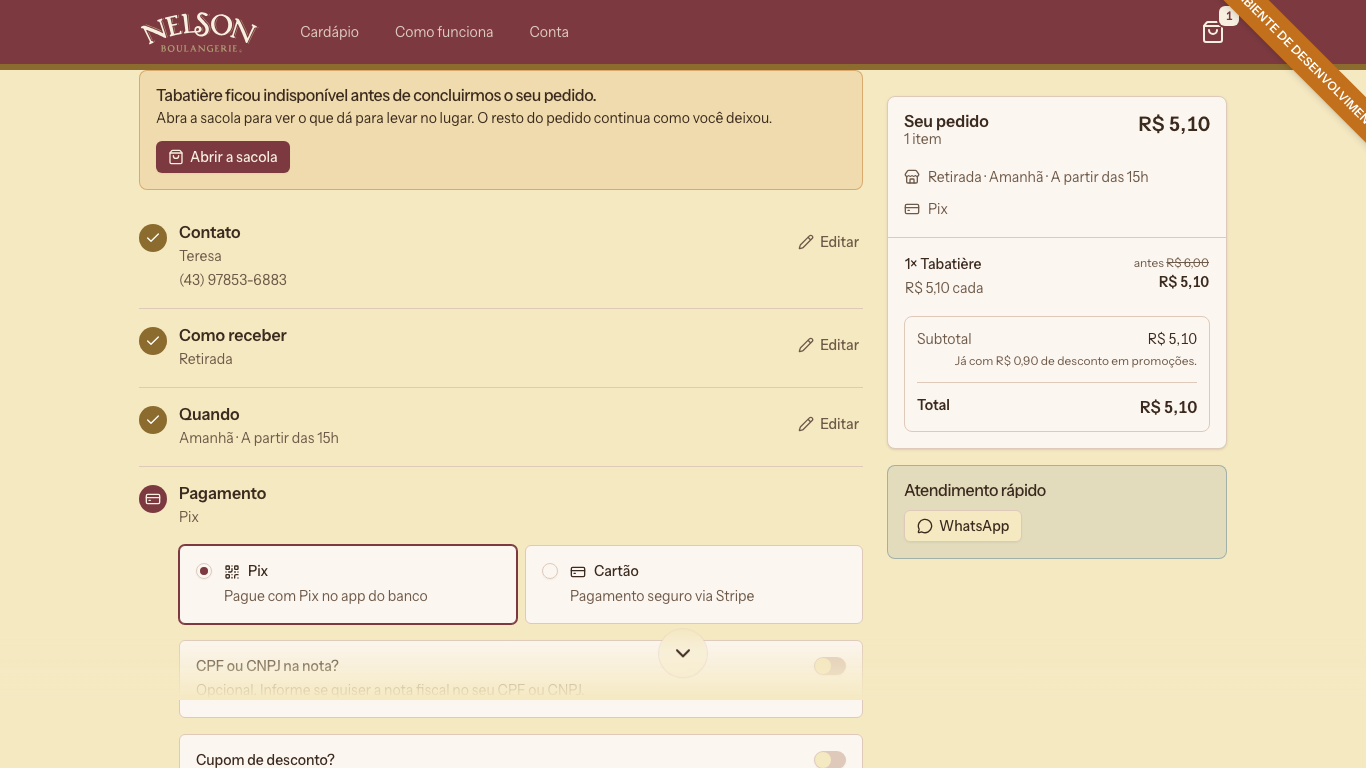 NELSON
BOULANGERIE
Cardápio
Como funciona
Conta
1
Tabatière ficou indisponível antes de concluirmos o seu pedido.
Abra a sacola para ver o que dá para levar no lugar. O resto do pedido continua como você deixou.
Abrir a sacola
Contato
Teresa
(43) 97853-6883
Editar
Como receber
Retirada
Editar
Quando
Amanhã · A partir das 15h
Editar
Pagamento
Pix
Pix
Pague com Pix no app do banco
Cartão
Pagamento seguro via Stripe
CPF ou CNPJ na nota?
Opcional. Informe se quiser a nota fiscal no seu CPF ou CNPJ.
Cupom de desconto?
Seu pedido
R$ 5,10
1 item
Retirada · Amanhã · A partir das 15h
Pix
1× Tabatière
antes R$ 6,00
R$ 5,10 cada
R$ 5,10
Subtotal
R$ 5,10
Já com R$ 0,90 de desconto em promoções.
Total
R$ 5,10
Atendimento rápido
WhatsApp
DE DESENVOLVIMEN